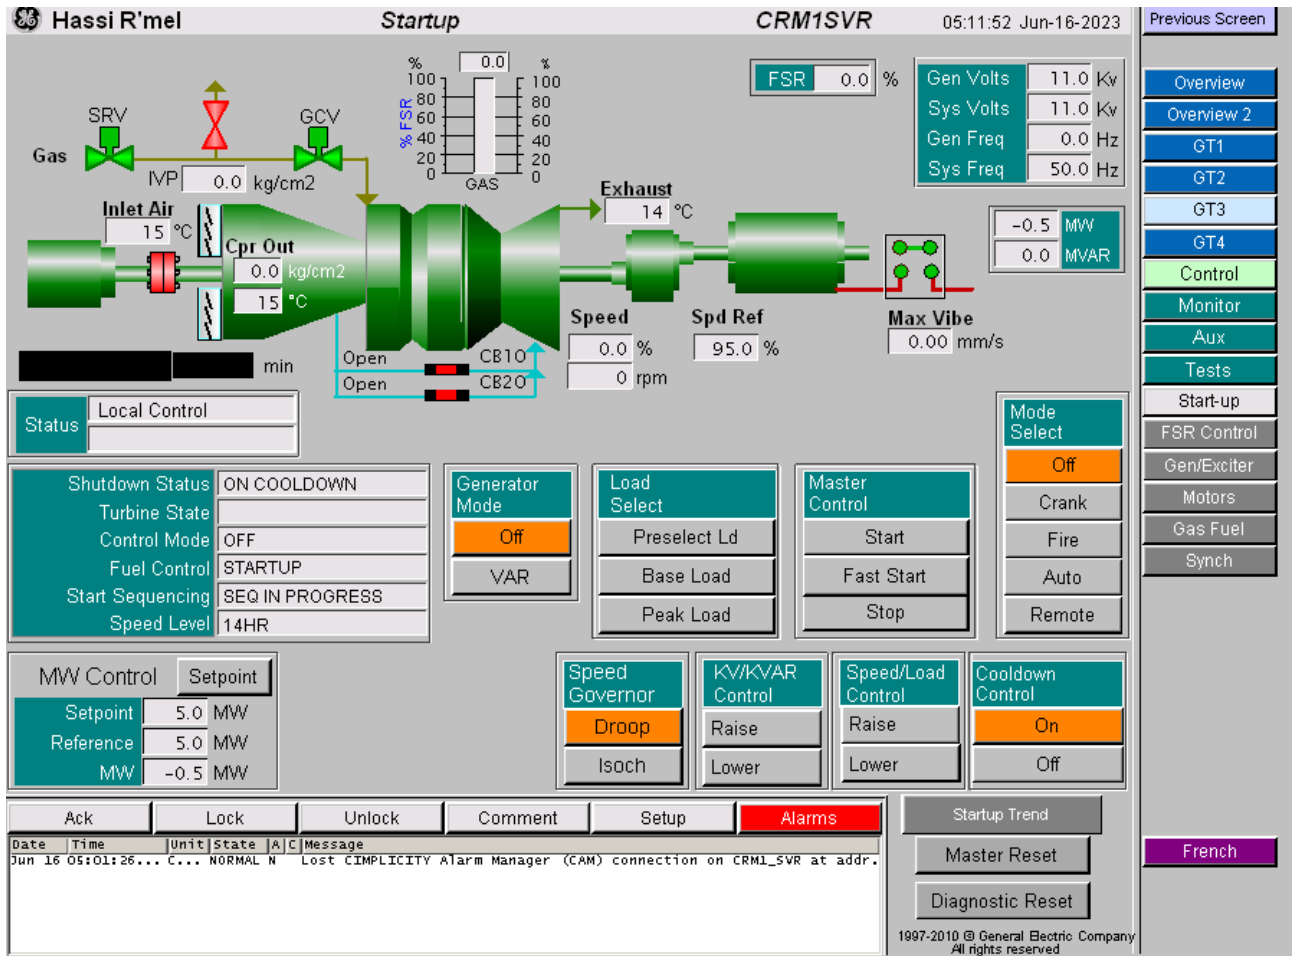 Hassi R'mel Startup CRM1SVR 05:11:52 Jun-16-2023 Previous Screen
% 0.0 %
100 100
80 80
60 60
40 40
20 20
0 GAS 0
% FSR
FSR 0.0 %
Gen Volts 11.0 Kv
Sys Volts 11.0 Kv
Gen Freq 0.0 Hz
Sys Freq 50.0 Hz
SRV GCV
Gas
IVP 0.0 kg/cm2
Inlet Air
15 °C
Exhaust
14 °C
-0.5 MW
0.0 MVAR
Cpr Out
0.0 kg/cm2
15 °C
Speed
0.0 %
0 rpm
Spd Ref
95.0 %
Max Vibe
0.00 mm/s
min
Open CB1O
Open CB2O
Status Local Control
Shutdown Status ON COOLDOWN
Turbine State
Control Mode OFF
Fuel Control STARTUP
Start Sequencing SEQ IN PROGRESS
Speed Level 14HR
Generator
Mode
Off
VAR
Load
Select
Preselect Ld
Base Load
Peak Load
Master
Control
Start
Fast Start
Stop
Mode
Select
Off
Crank
Fire
Auto
Remote
MW Control Setpoint
Setpoint 5.0 MW
Reference 5.0 MW
MW -0.5 MW
Speed
Governor
Droop
Isoch
KV/KVAR
Control
Raise
Lower
Speed/Load
Control
Raise
Lower
Cooldown
Control
On
Off
Ack Lock Unlock Comment Setup Alarms
Date Time Unit State A C Message
Jun 16 05:01:26... C... NORMAL N Lost CIMPLICITY Alarm Manager (CAM) connection on CRM1_SVR at addr.
Startup Trend
Master Reset
Diagnostic Reset
1997-2010 © General Electric Company
All rights reserved
Overview
Overview 2
GT1
GT2
GT3
GT4
Control
Monitor
Aux
Tests
Start-up
FSR Control
Gen/Exciter
Motors
Gas Fuel
Synch
French